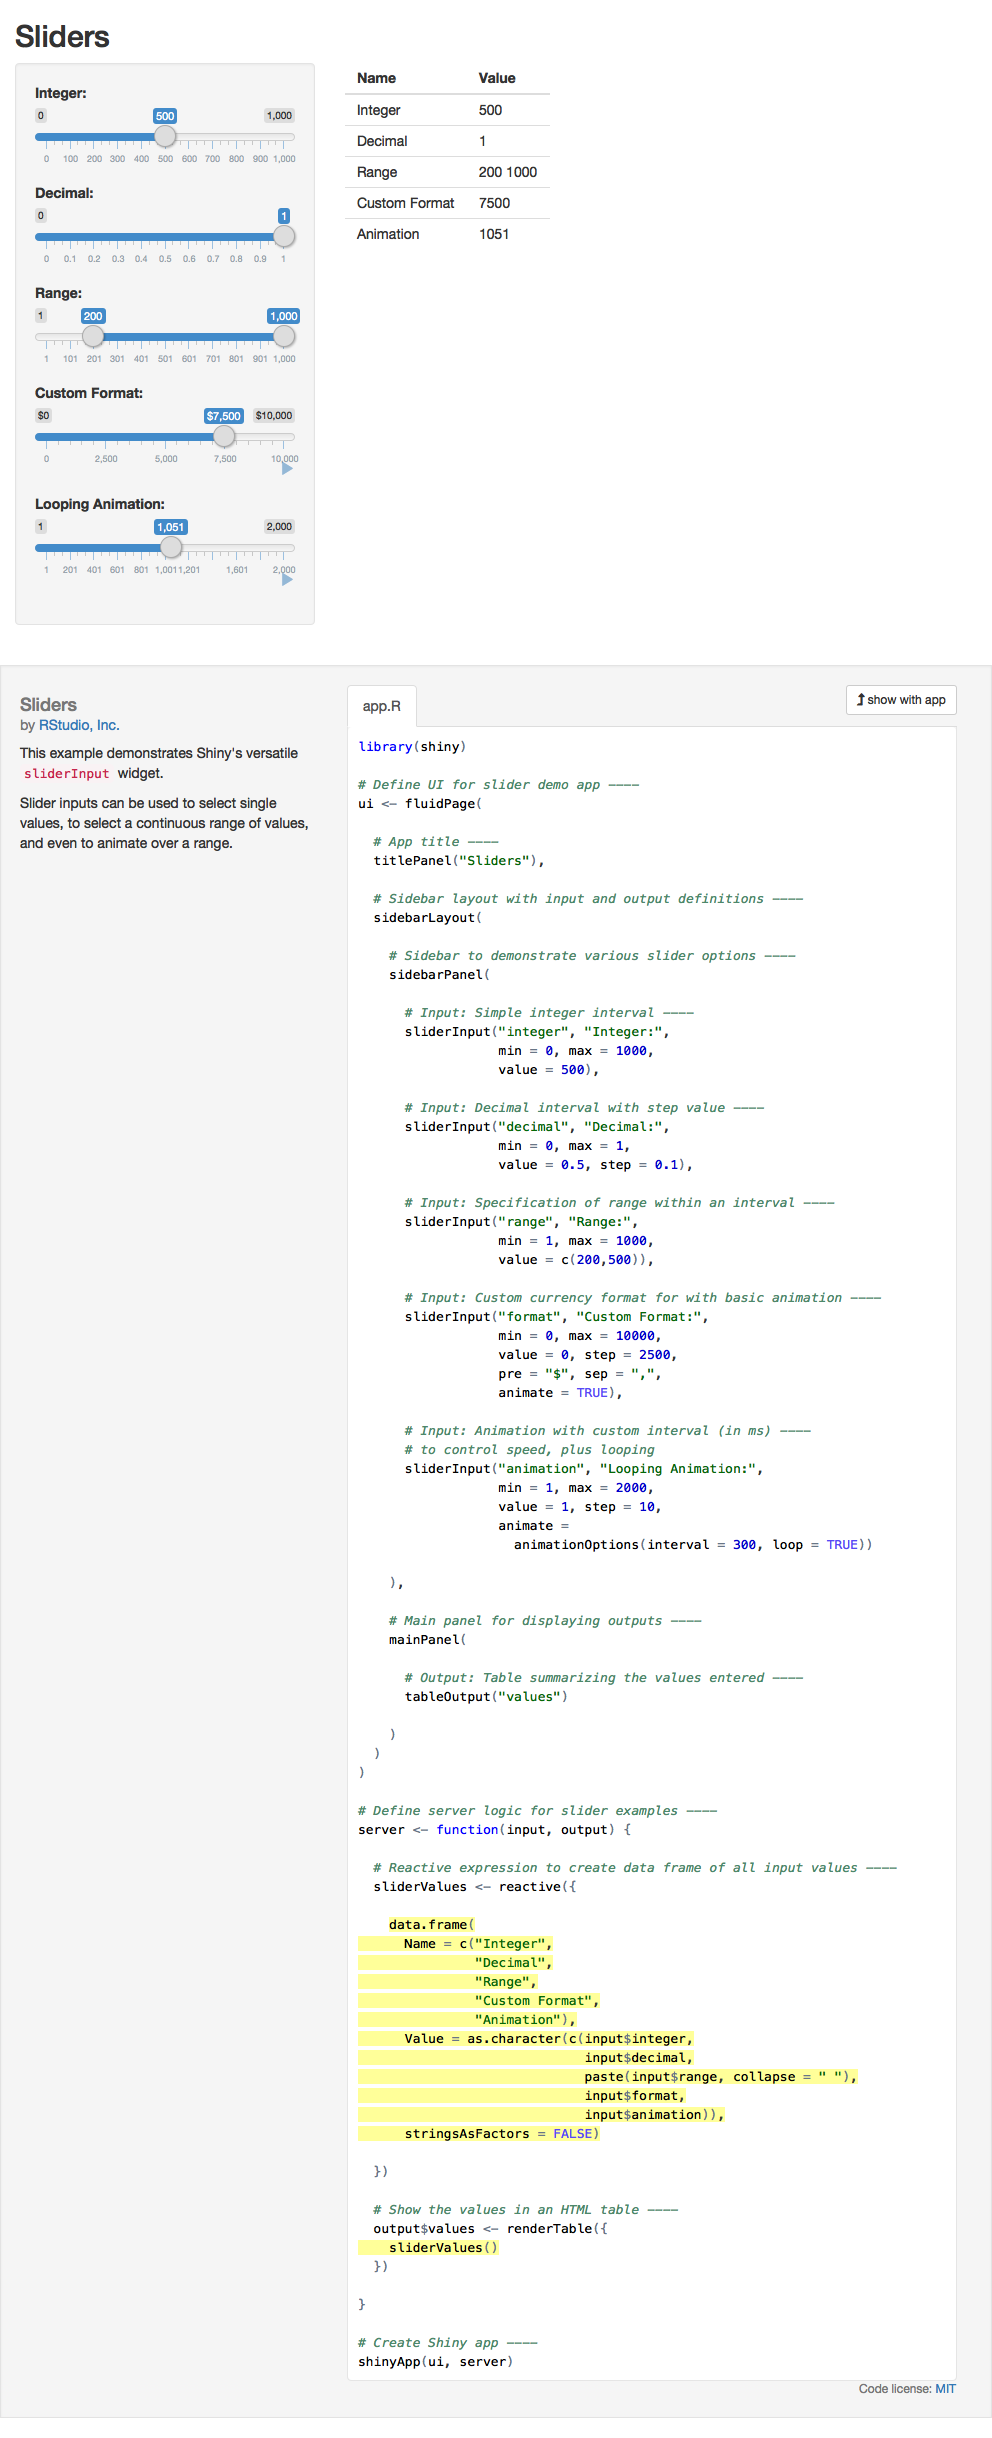 Sliders
Integer:
0 500 1,000
0 100 200 300 400 500 600 700 800 900 1,000
Decimal:
0 1
0 0.1 0.2 0.3 0.4 0.5 0.6 0.7 0.8 0.9 1
Range:
1 200 1,000
1 101 201 301 401 501 601 701 801 901 1,000
Custom Format:
$0 $7,500 $10,000
0 2,500 5,000 7,500 10,000
Looping Animation:
1 1,051 2,000
1 201 401 601 801 1,001 1,201 1,601 2,000
Name Value
Integer 500
Decimal 1
Range 200 1000
Custom Format 7500
Animation 1051
Sliders
by RStudio, Inc.
This example demonstrates Shiny's versatile
sliderInput widget.
Slider inputs can be used to select single
values, to select a continuous range of values,
and even to animate over a range.
app.R
show with app
library(shiny)
# Define UI for slider demo app ----
ui <- fluidPage(
  # App title ----
  titlePanel("Sliders"),
  # Sidebar layout with input and output definitions ----
  sidebarLayout(
    # Sidebar to demonstrate various slider options ----
    sidebarPanel(
      # Input: Simple integer interval ----
      sliderInput("integer", "Integer:",
                  min = 0, max = 1000,
                  value = 500),
      # Input: Decimal interval with step value ----
      sliderInput("decimal", "Decimal:",
                  min = 0, max = 1,
                  value = 0.5, step = 0.1),
      # Input: Specification of range within an interval ----
      sliderInput("range", "Range:",
                  min = 1, max = 1000,
                  value = c(200,500)),
      # Input: Custom currency format for with basic animation ----
      sliderInput("format", "Custom Format:",
                  min = 0, max = 10000,
                  value = 0, step = 2500,
                  pre = "$", sep = ",",
                  animate = TRUE),
      # Input: Animation with custom interval (in ms) ----
      # to control speed, plus looping
      sliderInput("animation", "Looping Animation:",
                  min = 1, max = 2000,
                  value = 1, step = 10,
                  animate =
                    animationOptions(interval = 300, loop = TRUE))
    ),
    # Main panel for displaying outputs ----
    mainPanel(
      # Output: Table summarizing the values entered ----
      tableOutput("values")
    )
  )
)
# Define server logic for slider examples ----
server <- function(input, output) {
  # Reactive expression to create data frame of all input values ----
  sliderValues <- reactive({
    data.frame(
      Name = c("Integer",
               "Decimal",
               "Range",
               "Custom Format",
               "Animation"),
      Value = as.character(c(input$integer,
                             input$decimal,
                             paste(input$range, collapse = " "),
                             input$format,
                             input$animation)),
      stringsAsFactors = FALSE)
  })
  # Show the values in an HTML table ----
  output$values <- renderTable({
    sliderValues()
  })
}
# Create Shiny app ----
shinyApp(ui, server)
Code license: MIT